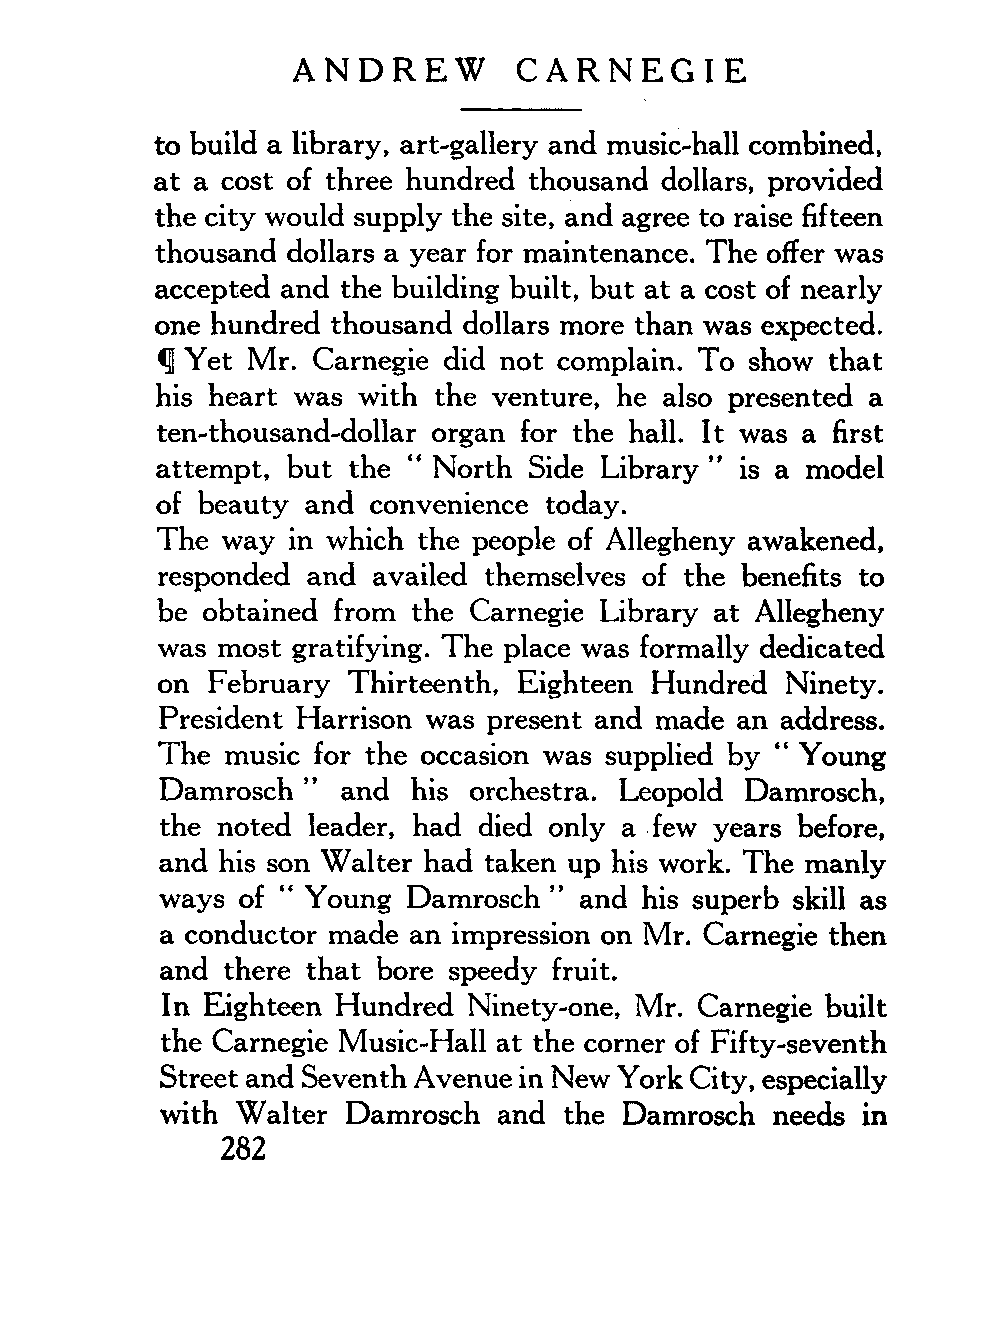 ANDREW CARNEGIE
to build a library, art-gallery and music-hall combined,
at a cost of three hundred thousand dollars, provided
the city would supply the site, and agree to raise fifteen
thousand dollars a year for maintenance. The offer was
accepted and the building built, but at a cost of nearly
one hundred thousand dollars more than was expected.
¶ Yet Mr. Carnegie did not complain. To show that
his heart was with the venture, he also presented a
ten-thousand-dollar organ for the hall. It was a first
attempt, but the “ North Side Library ” is a model
of beauty and convenience today.
The way in which the people of Allegheny awakened,
responded and availed themselves of the benefits to
be obtained from the Carnegie Library at Allegheny
was most gratifying. The place was formally dedicated
on February Thirteenth, Eighteen Hundred Ninety.
President Harrison was present and made an address.
The music for the occasion was supplied by “ Young
Damrosch ” and his orchestra. Leopold Damrosch,
the noted leader, had died only a few years before,
and his son Walter had taken up his work. The manly
ways of “ Young Damrosch ” and his superb skill as
a conductor made an impression on Mr. Carnegie then
and there that bore speedy fruit.
In Eighteen Hundred Ninety-one, Mr. Carnegie built
the Carnegie Music-Hall at the corner of Fifty-seventh
Street and Seventh Avenue in New York City, especially
with Walter Damrosch and the Damrosch needs in
282